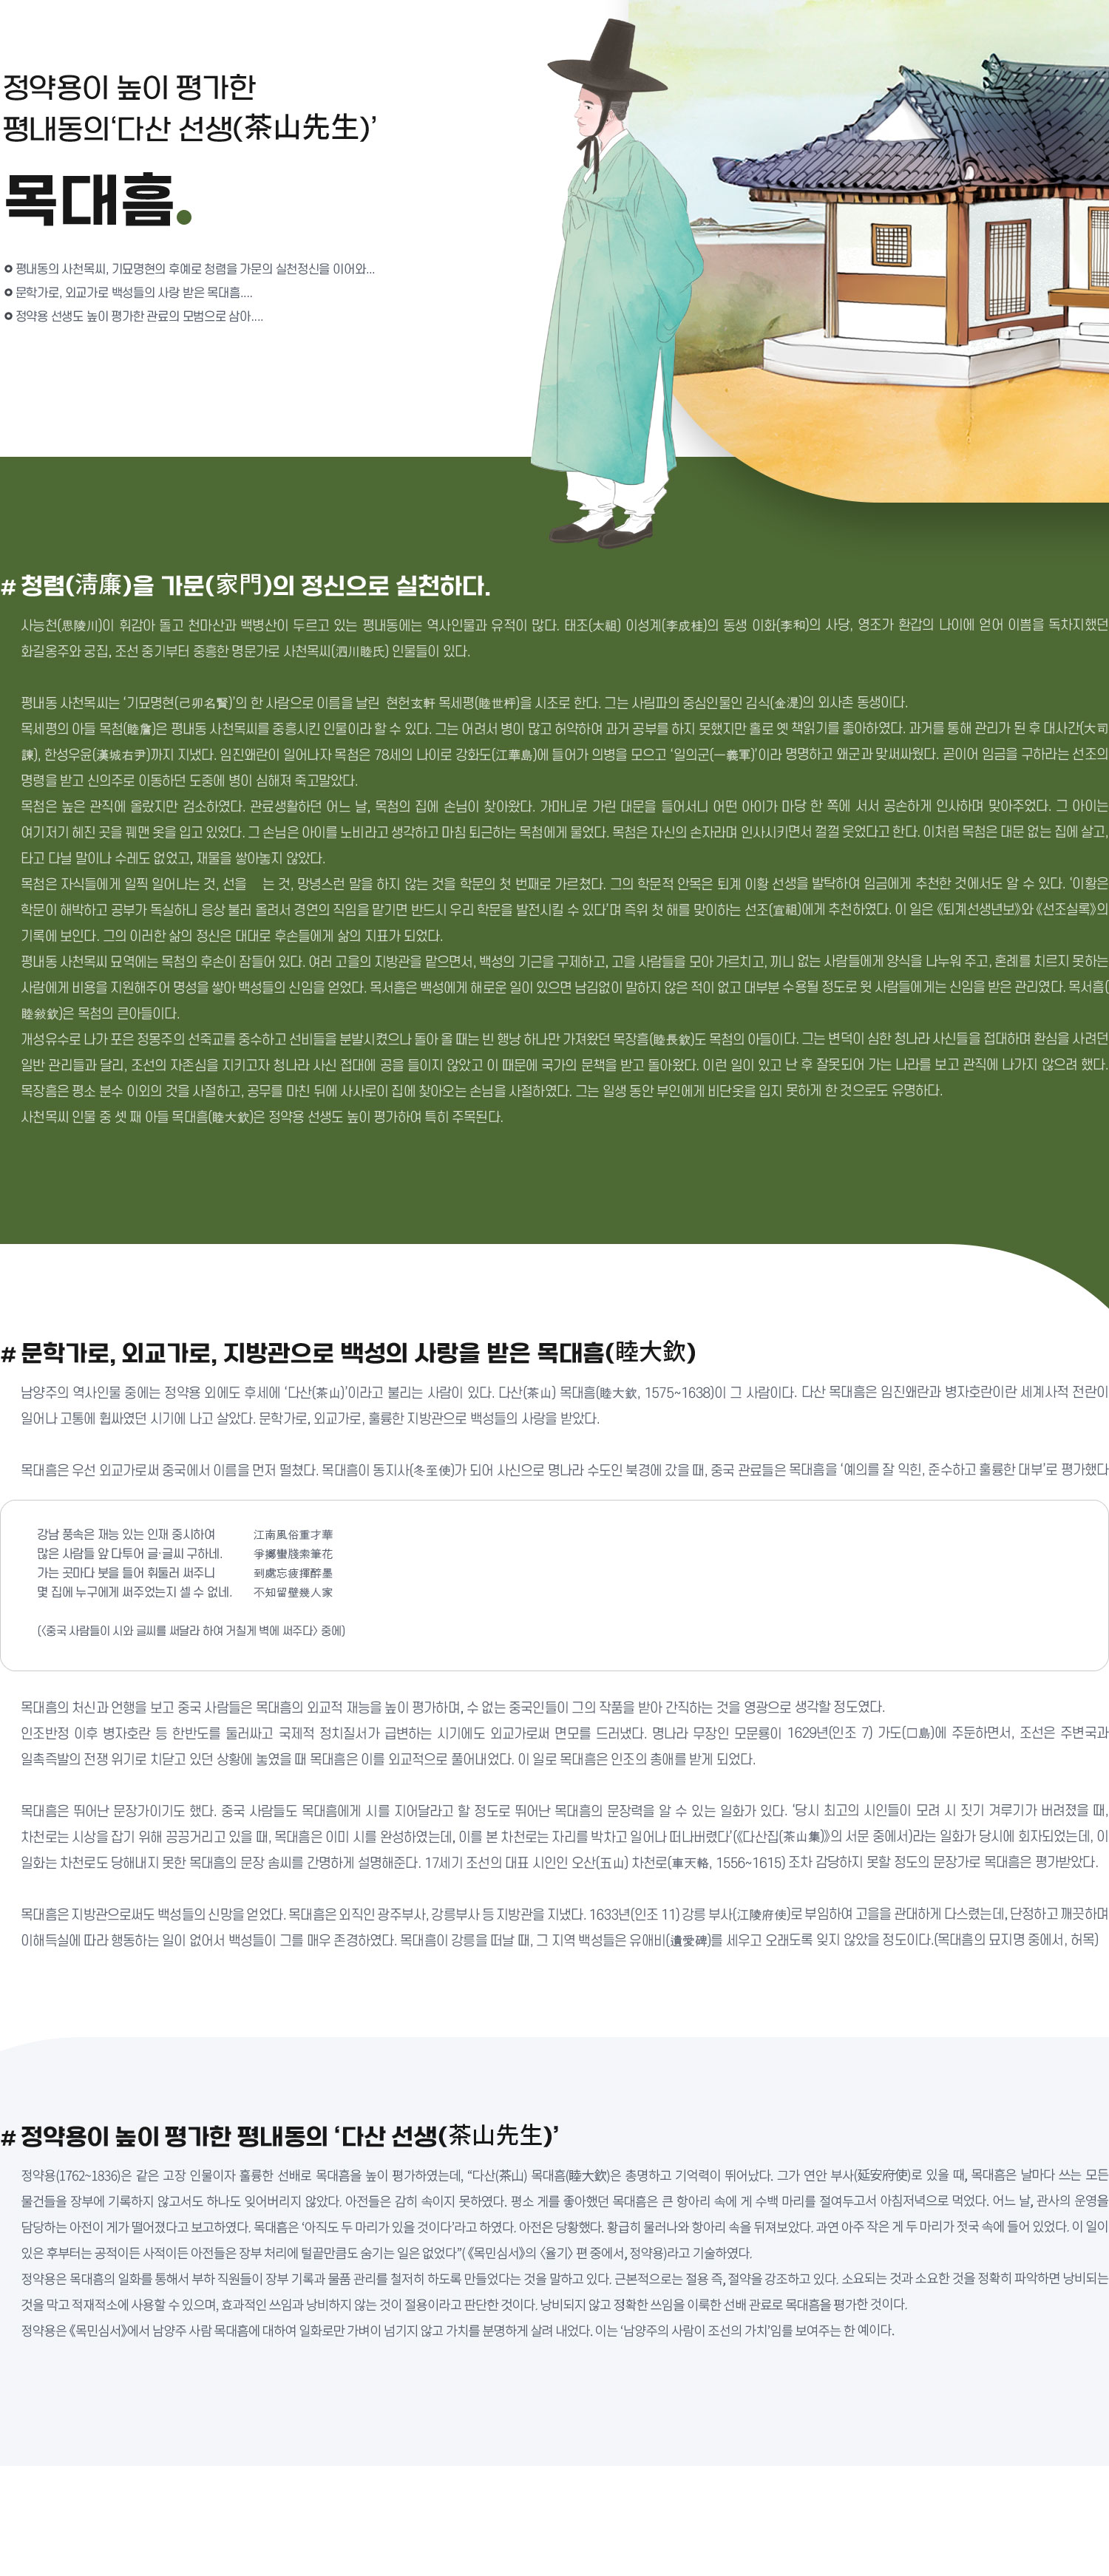 정약용이 높이 평가한
평내동의‘다산 선생(茶山先生)’
목대흠.
평내동의 사천목씨, 기묘명현의 후예로 청렴을 가문의 실천정신을 이어와...
문학가로, 외교가로 백성들의 사랑 받은 목대흠....
정약용 선생도 높이 평가한 관료의 모범으로 삼아....
# 청렴(淸廉)을 가문(家門)의 정신으로 실천하다.
사능천(思陵川)이 휘감아 돌고 천마산과 백병산이 두르고 있는 평내동에는 역사인물과 유적이 많다. 태조(太祖) 이성계(李成桂)의 동생 이화(李和)의 사당, 영조가 환갑의 나이에 얻어 이쁨을 독차지했던
화길옹주와 궁집, 조선 중기부터 중흥한 명문가로 사천목씨(泗川睦氏) 인물들이 있다.
평내동 사천목씨는 ‘기묘명현(己卯名賢)’의 한 사람으로 이름을 날린 현헌玄軒 목세평(睦世枰)을 시조로 한다. 그는 사림파의 중심인물인 김식(金湜)의 외사촌 동생이다.
목세평의 아들 목첨(睦詹)은 평내동 사천목씨를 중흥시킨 인물이라 할 수 있다. 그는 어려서 병이 많고 허약하여 과거 공부를 하지 못했지만 홀로 옛 책읽기를 좋아하였다. 과거를 통해 관리가 된 후 대사간(大司
諫), 한성우윤(漢城右尹)까지 지냈다. 임진왜란이 일어나자 목첨은 78세의 나이로 강화도(江華島)에 들어가 의병을 모으고 ‘일의군(一義軍)’이라 명명하고 왜군과 맞써싸웠다. 곧이어 임금을 구하라는 선조의
명령을 받고 신의주로 이동하던 도중에 병이 심해져 죽고말았다.
목첨은 높은 관직에 올랐지만 검소하였다. 관료생활하던 어느 날, 목첨의 집에 손님이 찾아왔다. 가마니로 가린 대문을 들어서니 어떤 아이가 마당 한 쪽에 서서 공손하게 인사하며 맞아주었다. 그 아이는
여기저기 헤진 곳을 꿰맨 옷을 입고 있었다. 그 손님은 아이를 노비라고 생각하고 마침 퇴근하는 목첨에게 물었다. 목첨은 자신의 손자라며 인사시키면서 껄껄 웃었다고 한다. 이처럼 목첨은 대문 없는 집에 살고,
타고 다닐 말이나 수레도 없었고, 재물을 쌓아놓지 않았다.
목첨은 자식들에게 일찍 일어나는 것, 선을 는 것, 망녕스런 말을 하지 않는 것을 학문의 첫 번째로 가르쳤다. 그의 학문적 안목은 퇴계 이황 선생을 발탁하여 임금에게 추천한 것에서도 알 수 있다. ‘이황은
학문이 해박하고 공부가 독실하니 응상 불러 올려서 경연의 직임을 맡기면 반드시 우리 학문을 발전시킬 수 있다’며 즉위 첫 해를 맞이하는 선조(宣祖)에게 추천하였다. 이 일은 《퇴계선생년보》와 《선조실록》의
기록에 보인다. 그의 이러한 삶의 정신은 대대로 후손들에게 삶의 지표가 되었다.
평내동 사천목씨 묘역에는 목첨의 후손이 잠들어 있다. 여러 고을의 지방관을 맡으면서, 백성의 기근을 구제하고, 고을 사람들을 모아 가르치고, 끼니 없는 사람들에게 양식을 나누워 주고, 혼례를 치르지 못하는
사람에게 비용을 지원해주어 명성을 쌓아 백성들의 신임을 얻었다. 목서흠은 백성에게 해로운 일이 있으면 남김없이 말하지 않은 적이 없고 대부분 수용될 정도로 윗 사람들에게는 신임을 받은 관리였다. 목서흠(
睦敍欽)은 목첨의 큰아들이다.
개성유수로 나가 포은 정몽주의 선죽교를 중수하고 선비들을 분발시켰으나 돌아 올 때는 빈 행낭 하나만 가져왔던 목장흠(睦長欽)도 목첨의 아들이다. 그는 변덕이 심한 청나라 사신들을 접대하며 환심을 사려던
일반 관리들과 달리, 조선의 자존심을 지키고자 청나라 사신 접대에 공을 들이지 않았고 이 때문에 국가의 문책을 받고 돌아왔다. 이런 일이 있고 난 후 잘못되어 가는 나라를 보고 관직에 나가지 않으려 했다.
목장흠은 평소 분수 이외의 것을 사절하고, 공무를 마친 뒤에 사사로이 집에 찾아오는 손님을 사절하였다. 그는 일생 동안 부인에게 비단옷을 입지 못하게 한 것으로도 유명하다.
사천목씨 인물 중 셋 째 아들 목대흠(睦大欽)은 정약용 선생도 높이 평가하여 특히 주목된다.
# 문학가로, 외교가로, 지방관으로 백성의 사랑을 받은 목대흠(睦大欽)
남양주의 역사인물 중에는 정약용 외에도 후세에 ‘다산(茶山)’이라고 불리는 사람이 있다. 다산(茶山) 목대흠(睦大欽, 1575~1638)이 그 사람이다. 다산 목대흠은 임진왜란과 병자호란이란 세계사적 전란이
일어나 고통에 휩싸였던 시기에 나고 살았다. 문학가로, 외교가로, 훌륭한 지방관으로 백성들의 사랑을 받았다.
목대흠은 우선 외교가로써 중국에서 이름을 먼저 떨쳤다. 목대흠이 동지사(冬至使)가 되어 사신으로 명나라 수도인 북경에 갔을 때, 중국 관료들은 목대흠을 ‘예의를 잘 익힌, 준수하고 훌륭한 대부’로 평가했다
강남 풍속은 재능 있는 인재 중시하여 江南風俗重才華
많은 사람들 앞 다투어 글·글씨 구하네. 爭擲蠻牋索筆花
가는 곳마다 붓을 들어 휘둘러 써주니 到處忘疲揮醉墨
몇 집에 누구에게 써주었는지 셀 수 없네. 不知留壁幾人家
(〈중국 사람들이 시와 글씨를 써달라 하여 거칠게 벽에 써주다〉 중에)
목대흠의 처신과 언행을 보고 중국 사람들은 목대흠의 외교적 재능을 높이 평가하며, 수 없는 중국인들이 그의 작품을 받아 간직하는 것을 영광으로 생각할 정도였다.
인조반정 이후 병자호란 등 한반도를 둘러싸고 국제적 정치질서가 급변하는 시기에도 외교가로써 면모를 드러냈다. 명나라 무장인 모문룡이 1629년(인조 7) 가도(□島)에 주둔하면서, 조선은 주변국과
일촉즉발의 전쟁 위기로 치닫고 있던 상황에 놓였을 때 목대흠은 이를 외교적으로 풀어내었다. 이 일로 목대흠은 인조의 총애를 받게 되었다.
목대흠은 뛰어난 문장가이기도 했다. 중국 사람들도 목대흠에게 시를 지어달라고 할 정도로 뛰어난 목대흠의 문장력을 알 수 있는 일화가 있다. ‘당시 최고의 시인들이 모려 시 짓기 겨루기가 버려졌을 때,
차천로는 시상을 잡기 위해 끙끙거리고 있을 때, 목대흠은 이미 시를 완성하였는데, 이를 본 차천로는 자리를 박차고 일어나 떠나버렸다’(《다산집(茶山集)》의 서문 중에서)라는 일화가 당시에 회자되었는데, 이
일화는 차천로도 당해내지 못한 목대흠의 문장 솜씨를 간명하게 설명해준다. 17세기 조선의 대표 시인인 오산(五山) 차천로(車天輅, 1556~1615) 조차 감당하지 못할 정도의 문장가로 목대흠은 평가받았다.
목대흠은 지방관으로써도 백성들의 신망을 얻었다. 목대흠은 외직인 광주부사, 강릉부사 등 지방관을 지냈다. 1633년(인조 11) 강릉 부사(江陵府使)로 부임하여 고을을 관대하게 다스렸는데, 단정하고 깨끗하며
이해득실에 따라 행동하는 일이 없어서 백성들이 그를 매우 존경하였다. 목대흠이 강릉을 떠날 때, 그 지역 백성들은 유애비(遺愛碑)를 세우고 오래도록 잊지 않았을 정도이다.(목대흠의 묘지명 중에서, 허목)
# 정약용이 높이 평가한 평내동의 ‘다산 선생(茶山先生)’
정약용(1762~1836)은 같은 고장 인물이자 훌륭한 선배로 목대흠을 높이 평가하였는데, “다산(茶山) 목대흠(睦大欽)은 총명하고 기억력이 뛰어났다. 그가 연안 부사(延安府使)로 있을 때, 목대흠은 날마다 쓰는 모든
물건들을 장부에 기록하지 않고서도 하나도 잊어버리지 않았다. 아전들은 감히 속이지 못하였다. 평소 게를 좋아했던 목대흠은 큰 항아리 속에 게 수백 마리를 절여두고서 아침저녁으로 먹었다. 어느 날, 관사의 운영을
담당하는 아전이 게가 떨어졌다고 보고하였다. 목대흠은 ‘아직도 두 마리가 있을 것이다’라고 하였다. 아전은 당황했다. 황급히 물러나와 항아리 속을 뒤져보았다. 과연 아주 작은 게 두 마리가 젓국 속에 들어 있었다. 이 일이
있은 후부터는 공적이든 사적이든 아전들은 장부 처리에 털끝만큼도 숨기는 일은 없었다”(《목민심서》의 〈율기〉 편 중에서, 정약용)라고 기술하였다.
정약용은 목대흠의 일화를 통해서 부하 직원들이 장부 기록과 물품 관리를 철저히 하도록 만들었다는 것을 말하고 있다. 근본적으로는 절용 즉, 절약을 강조하고 있다. 소요되는 것과 소요한 것을 정확히 파악하면 낭비되는
것을 막고 적재적소에 사용할 수 있으며, 효과적인 쓰임과 낭비하지 않는 것이 절용이라고 판단한 것이다. 낭비되지 않고 정확한 쓰임을 이룩한 선배 관료로 목대흠을 평가한 것이다.
정약용은 《목민심서》에서 남양주 사람 목대흠에 대하여 일화로만 가벼이 넘기지 않고 가치를 분명하게 살려 내었다. 이는 ‘남양주의 사람이 조선의 가치’임를 보여주는 한 예이다.